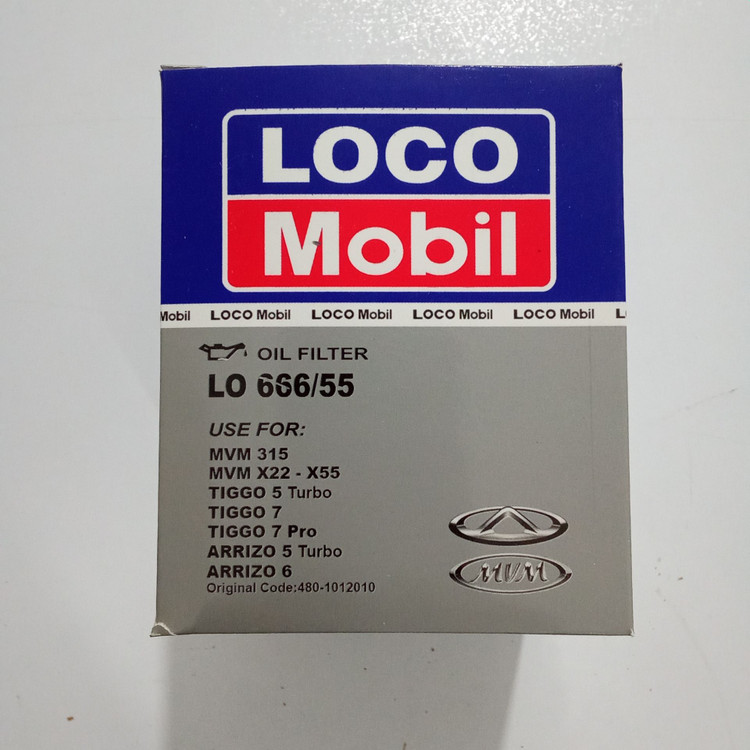 LOCO
Mobil
Mobil LOCO Mobil LOCO Mobil LOCO Mobil LOCO Mobil L
OIL FILTER
LO 666/55
USE FOR:
MVM 315
MVM X22 - X55
TIGGO 5 Turbo
TIGGO 7
TIGGO 7 Pro
ARRIZO 5 Turbo
ARRIZO 6
Original Code:480-1012010
MVM